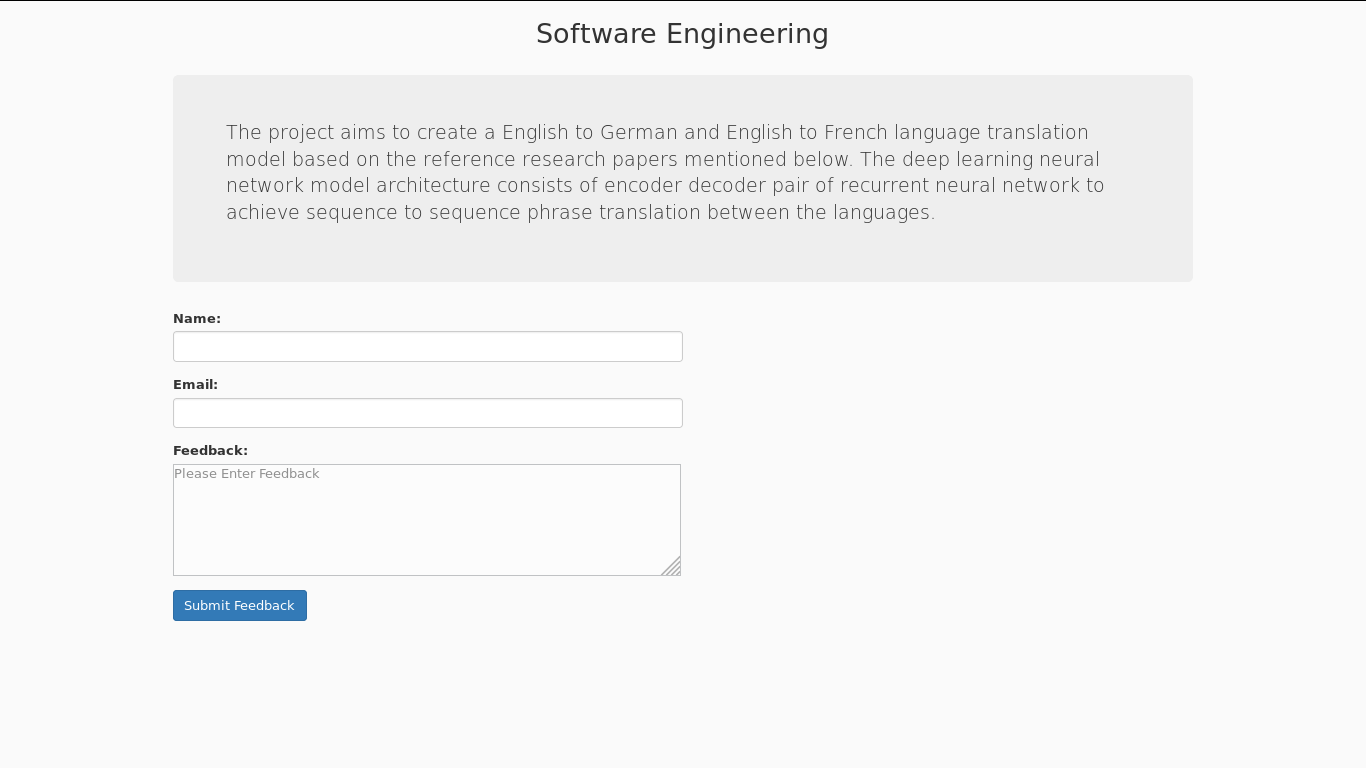 Software Engineering
The project aims to create a English to German and English to French language translation
model based on the reference research papers mentioned below. The deep learning neural
network model architecture consists of encoder decoder pair of recurrent neural network to
achieve sequence to sequence phrase translation between the languages.
Name:
Email:
Feedback:
Please Enter Feedback
Submit Feedback